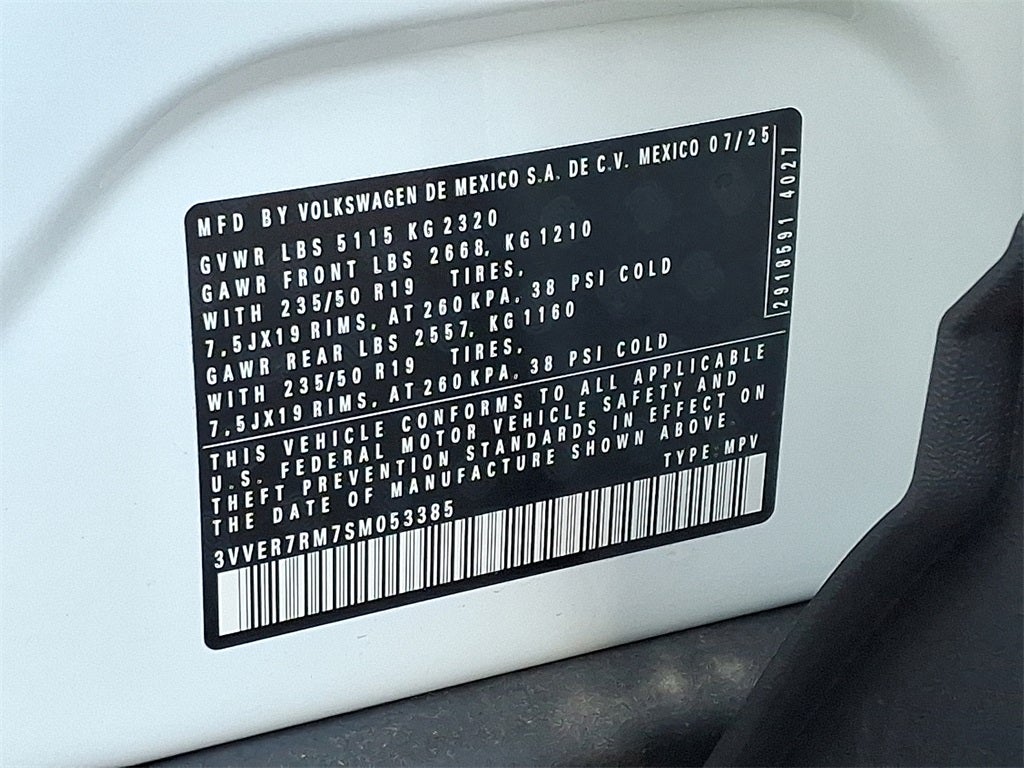 MFD BY VOLKSWAGEN DE MEXICO S.A. DE C.V. MEXICO 07/25
GVWR LBS 5115 KG 2320
GAWR FRONT LBS 2668, KG 1210
WITH 235/50 R19 TIRES,
7,5JX19 RIMS, AT 260 KPA, 38 PSI COLD
GAWR REAR LBS 2557, KG 1160
WITH 235/50 R19 TIRES,
7,5JX19 RIMS, AT 260 KPA, 38 PSI COLD
2918591 4027
THIS VEHICLE CONFORMS TO ALL APPLICABLE
U.S. FEDERAL MOTOR VEHICLE SAFETY AND
THEFT PREVENTION STANDARDS IN EFFECT ON
THE DATE OF MANUFACTURE SHOWN ABOVE.
3VVER7RM7SM053385 TYPE: MPV